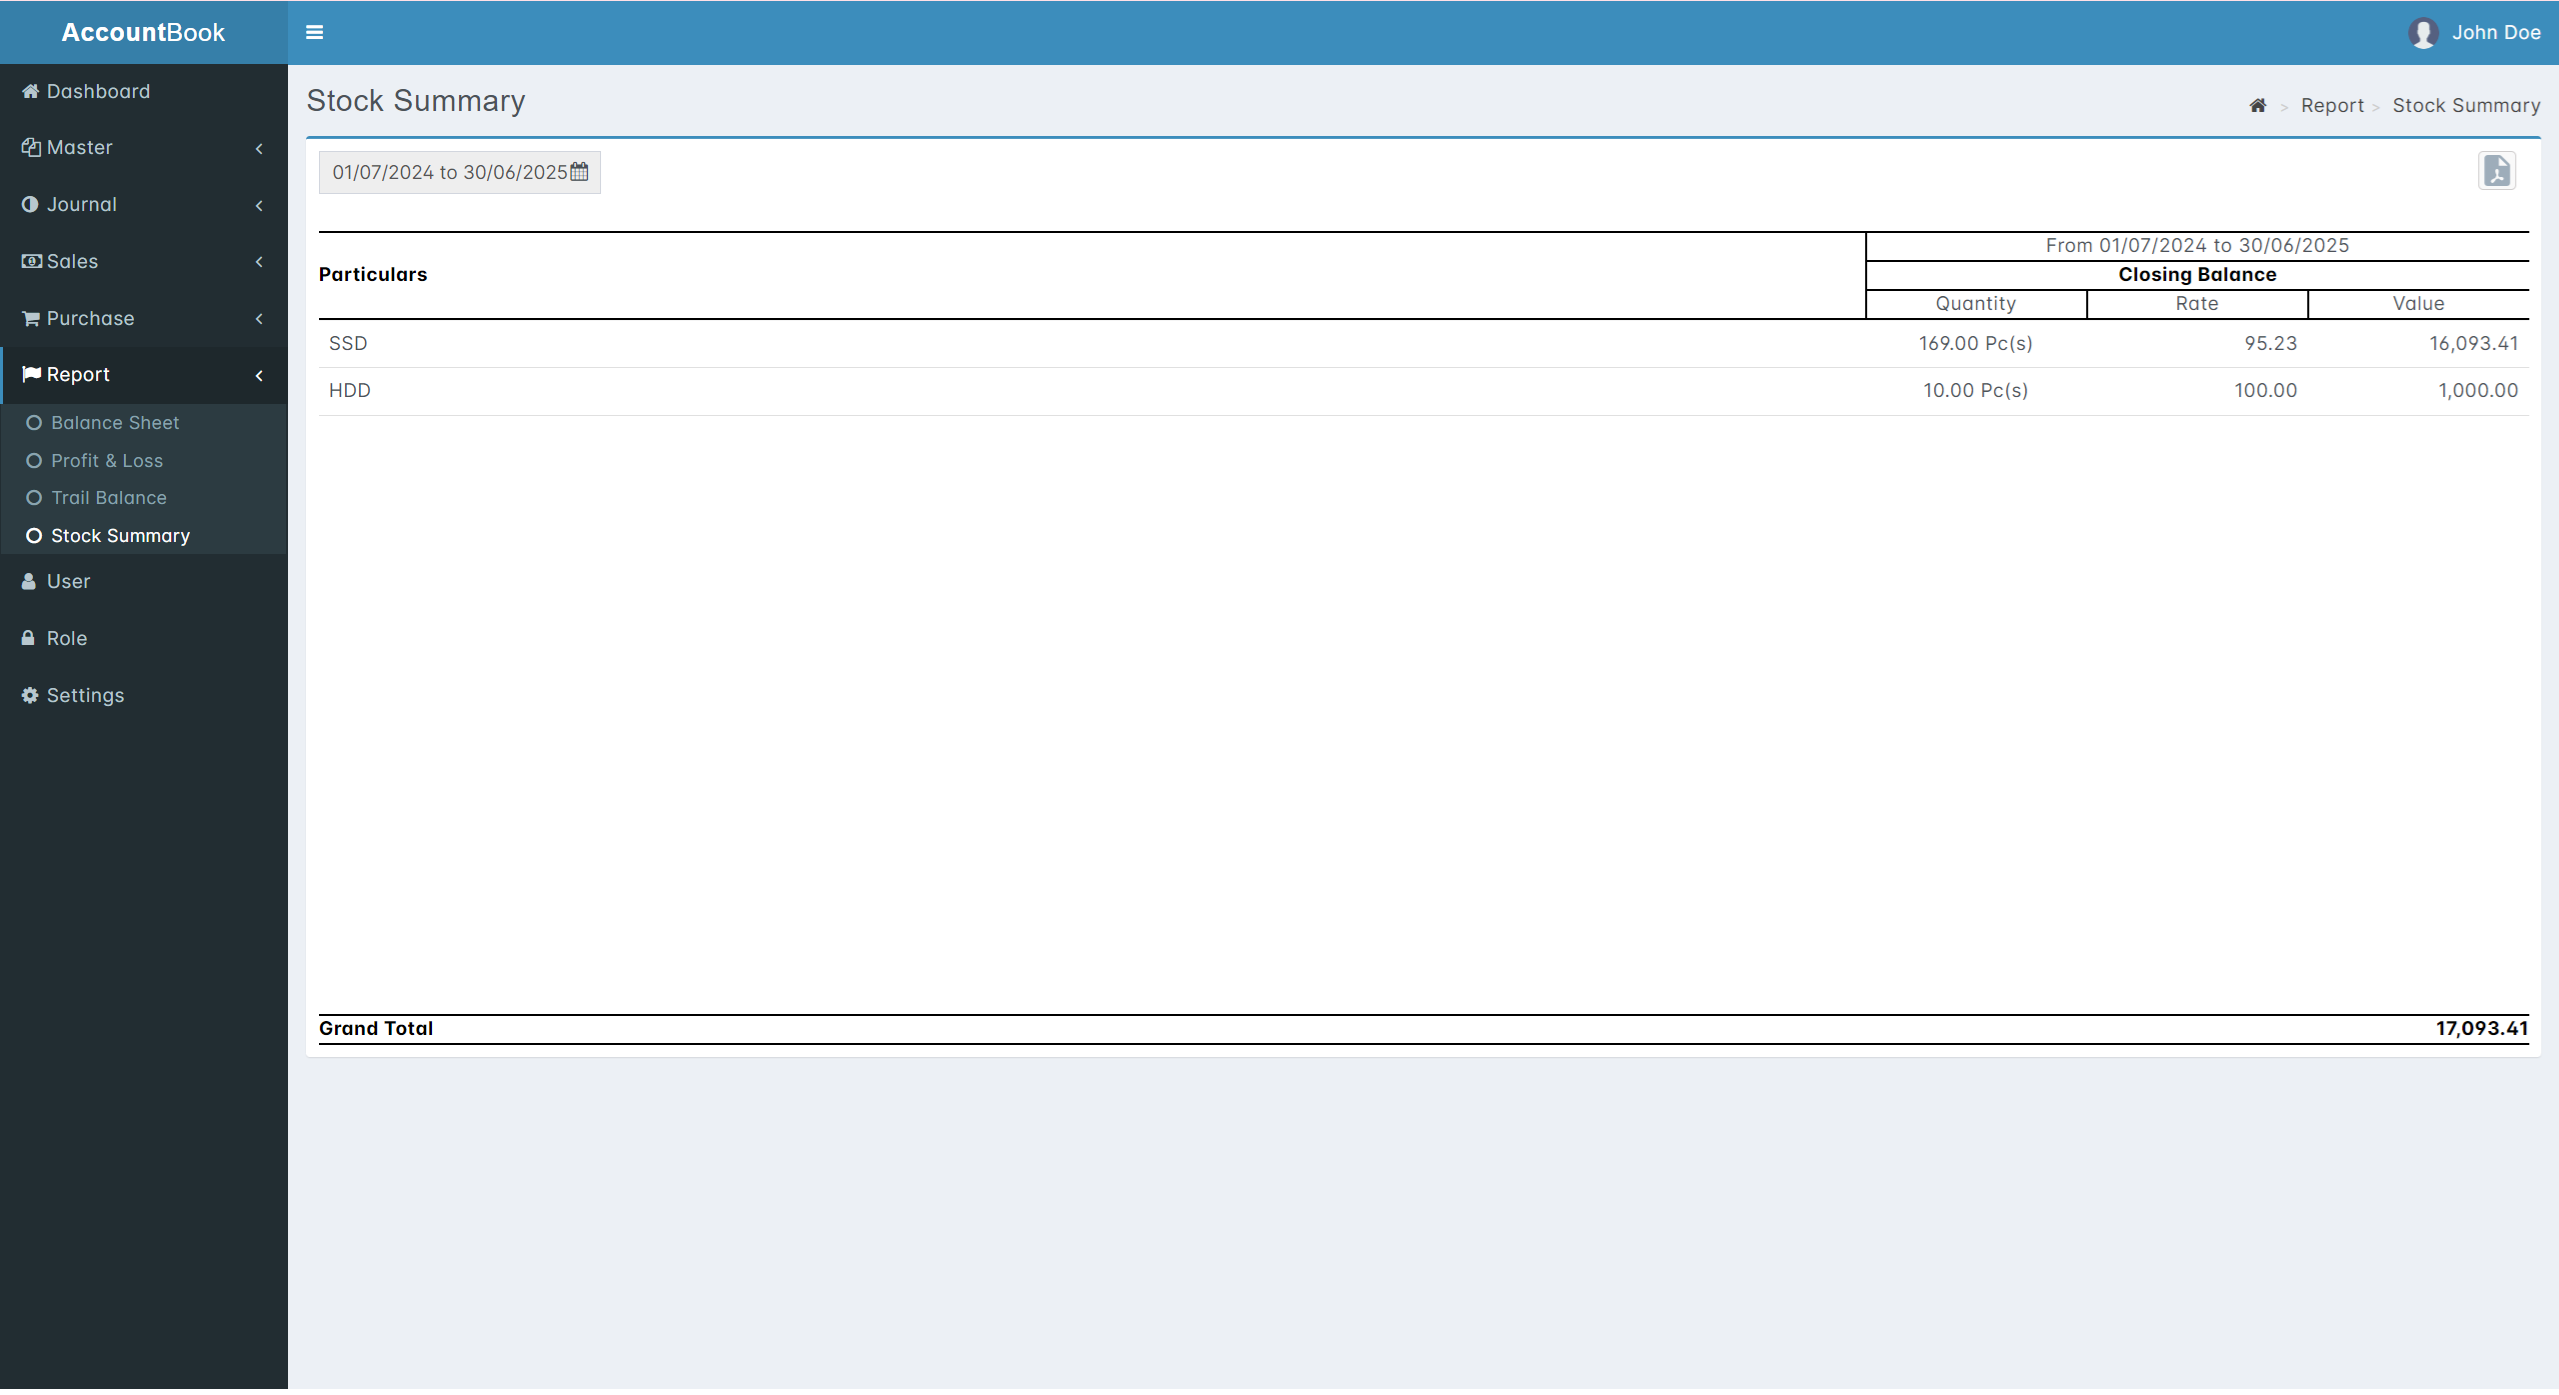 AccountBook
John Doe
Dashboard
Master
Journal
Sales
Purchase
Report
Balance Sheet
Profit & Loss
Trail Balance
Stock Summary
User
Role
Settings
Stock Summary
> Report > Stock Summary
01/07/2024 to 30/06/2025
Particulars
From 01/07/2024 to 30/06/2025
Closing Balance
Quantity Rate Value
SSD 169.00 Pc(s) 95.23 16,093.41
HDD 10.00 Pc(s) 100.00 1,000.00
Grand Total 17,093.41